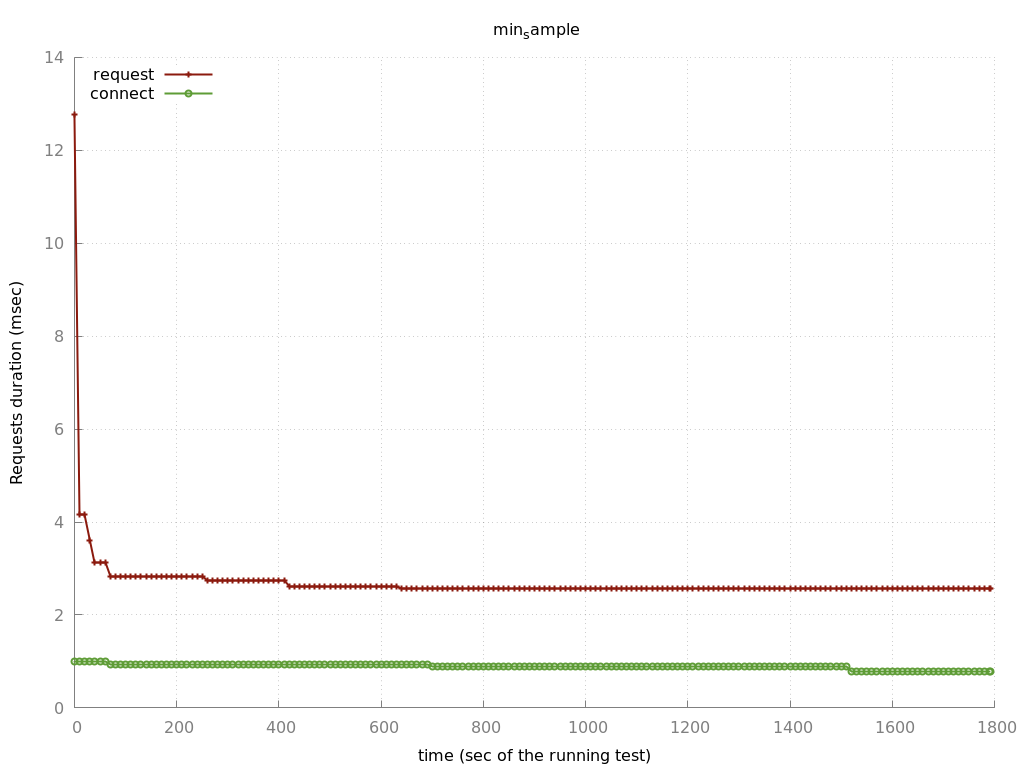 min_sample
14
request
connect
12
10
8
6
4
2
0
Requests duration (msec)
0 200 400 600 800 1000 1200 1400 1600 1800
time (sec of the running test)